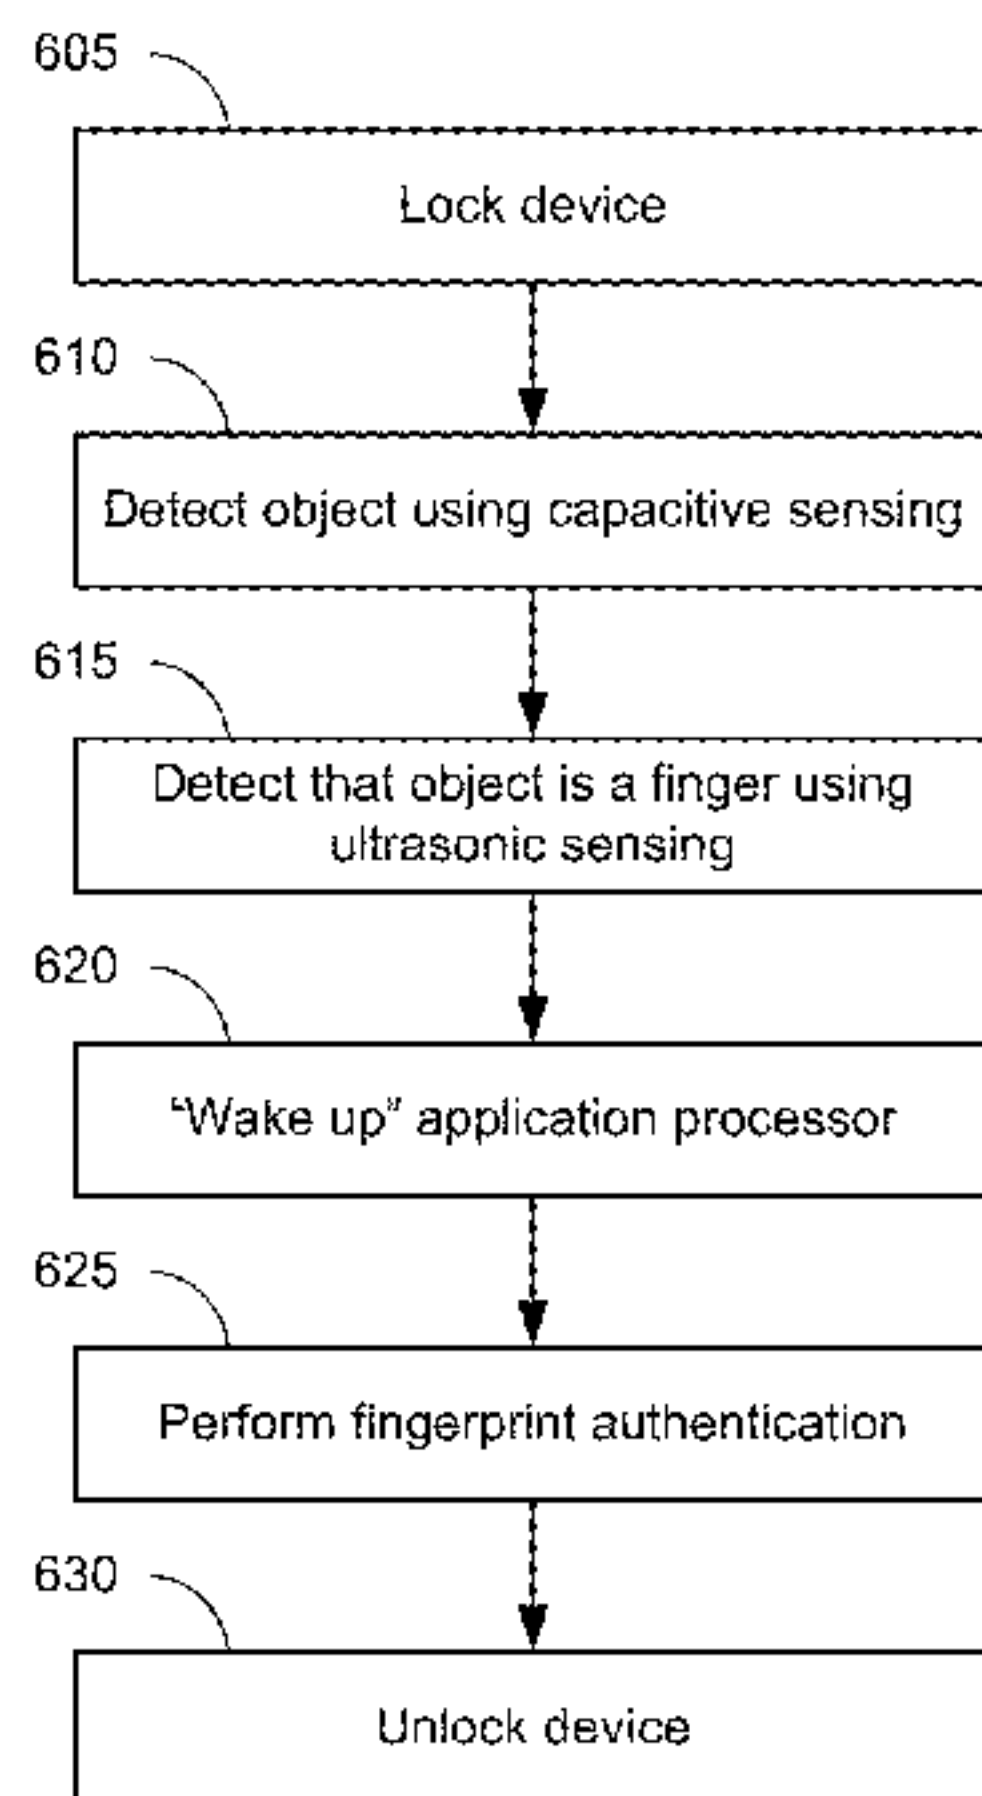 605
Lock device
610
Detect object using capacitive sensing
615
Detect that object is a finger using
ultrasonic sensing
620
“Wake up” application processor
625
Perform fingerprint authentication
630
Unlock device